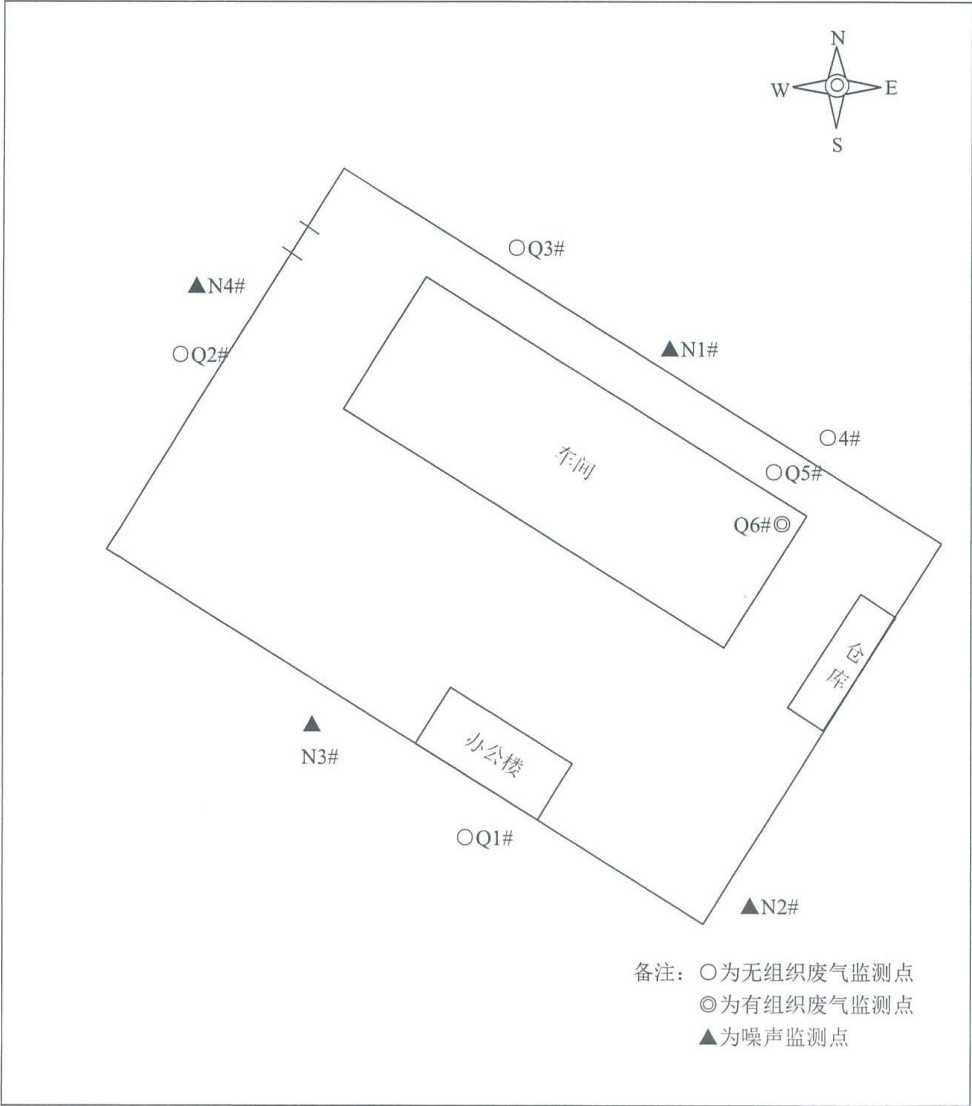 N
W
E
S
○Q3#
▲N4#
○Q2#
▲N1#
○4#
○Q5#
车间
Q6#◎
仓库
办公楼
▲
N3#
○Q1#
▲N2#
备注：○为无组织废气监测点
◎为有组织废气监测点
▲为噪声监测点